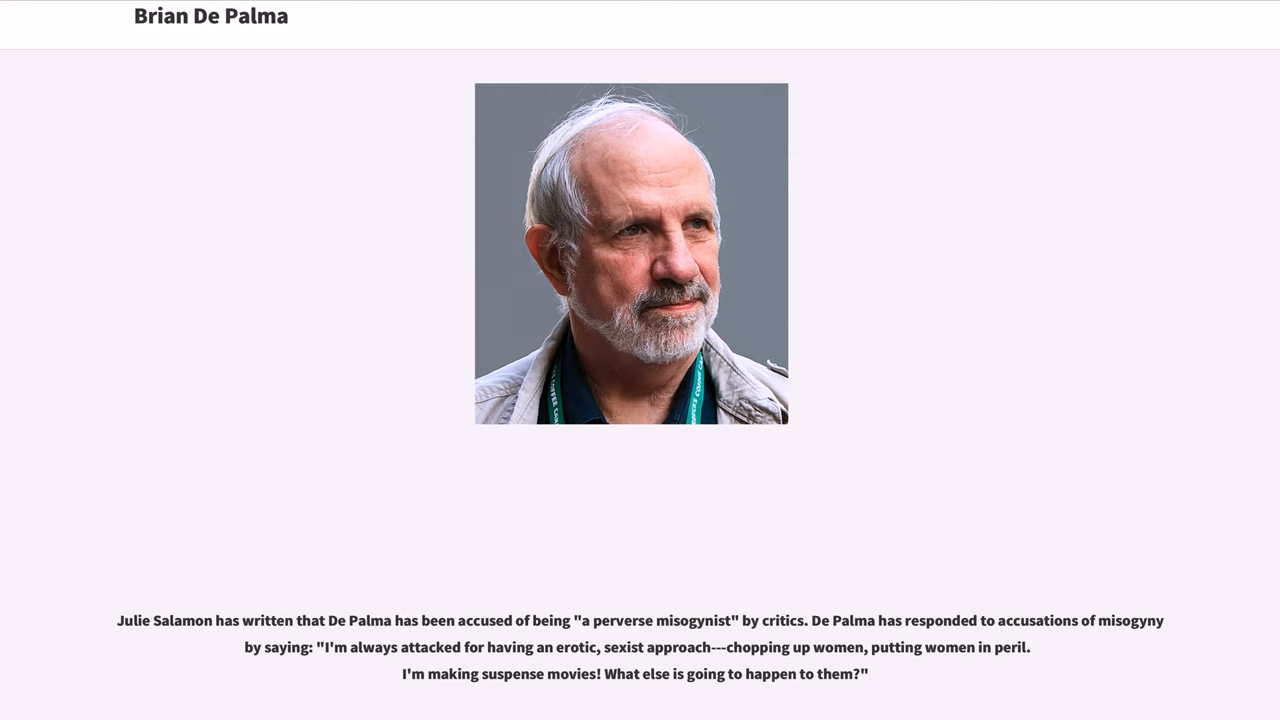 Brian De Palma
Julie Salamon has written that De Palma has been accused of being "a perverse misogynist" by critics. De Palma has responded to accusations of misogyny
by saying: "I'm always attacked for having an erotic, sexist approach---chopping up women, putting women in peril.
I'm making suspense movies! What else is going to happen to them?"